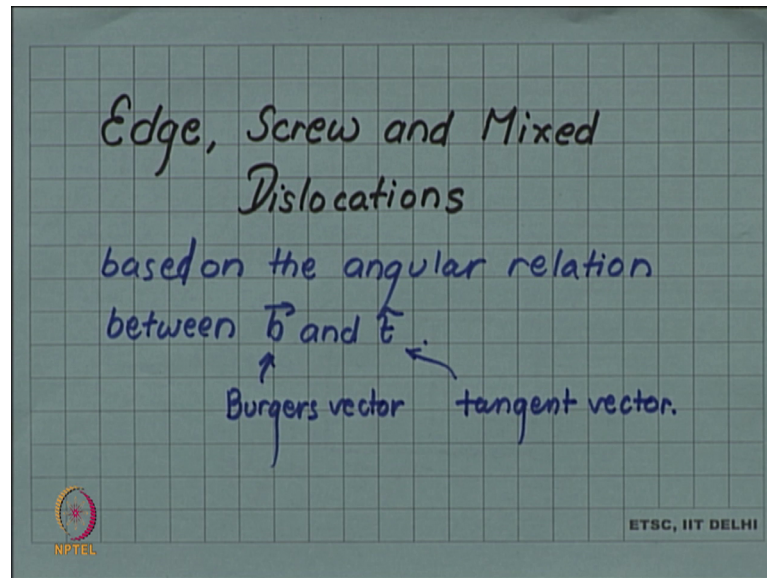 Edge, Screw and Mixed
Dislocations
based on the angular relation
between b⃗ and t̂.
Burgers vector tangent vector.
NPTEL
ETSC, IIT DELHI